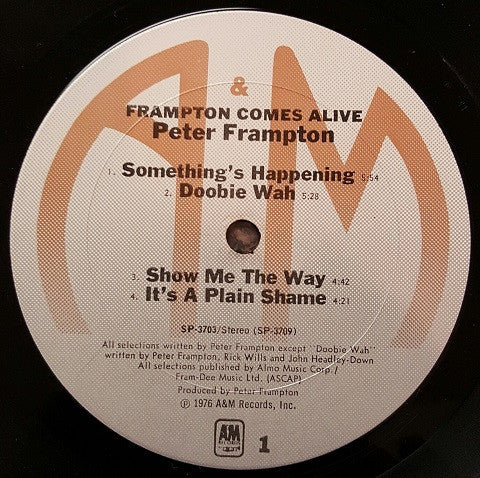 &
FRAMPTON COMES ALIVE
Peter Frampton
1. Something's Happening 5:54
2. Doobie Wah 5:28
3. Show Me The Way 4:42
4. It's A Plain Shame 4:21
SP-3703/Stereo (SP-3709)
All selections written by Peter Frampton except "Doobie Wah"
written by Peter Frampton, Rick Wills and John Headley-Down
All selections published by Almo Music Corp./
Fram-Dee Music Ltd. (ASCAP)
Produced by Peter Frampton
℗ 1976 A&M Records, Inc.
A&M
RECORDS
1